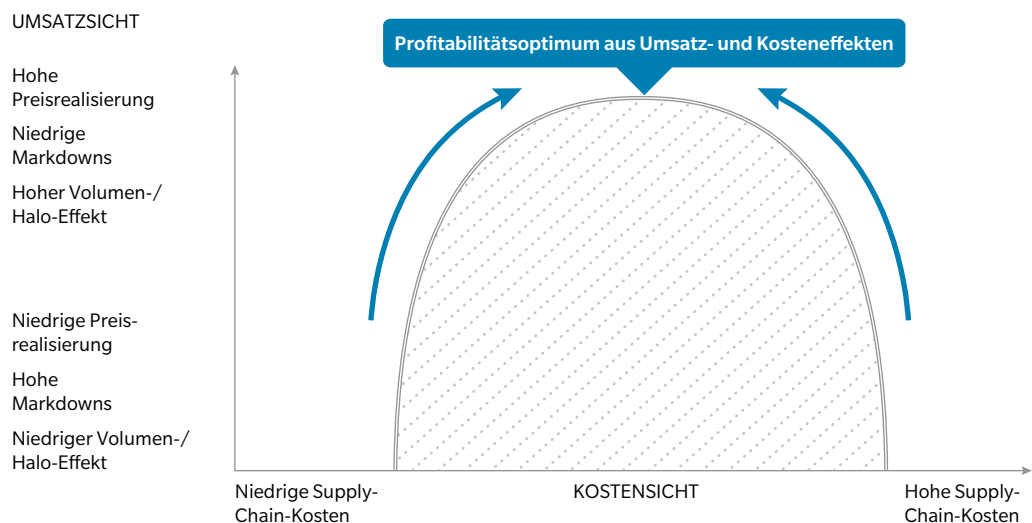 UMSATZSICHT
Profitabilitätsoptimum aus Umsatz- und Kosteneffekten
Hohe
Preisrealisierung
Niedrige
Markdowns
Hoher Volumen-/
Halo-Effekt
Niedrige Preis-
realisierung
Hohe
Markdowns
Niedriger Volumen-/
Halo-Effekt
Niedrige Supply-
Chain-Kosten
KOSTENSICHT
Hohe Supply-
Chain-Kosten